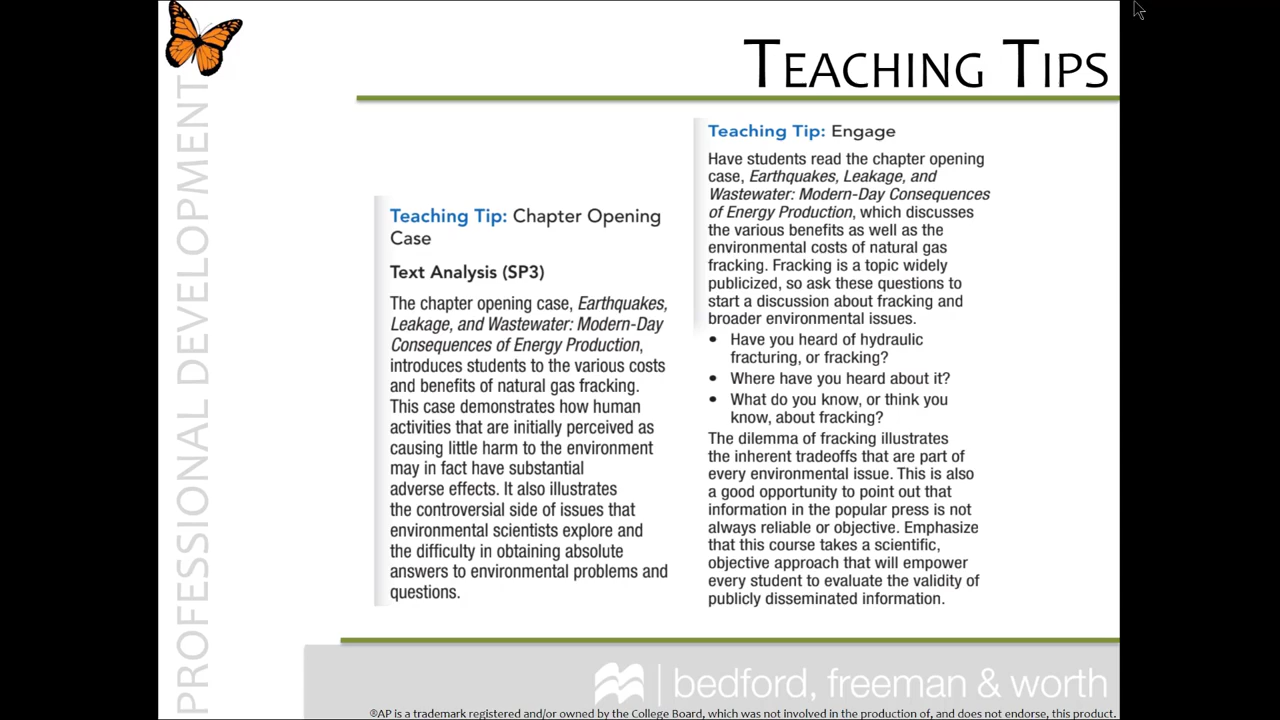 TEACHING TIPS
PROFESSIONAL DEVELOPMENT
Teaching Tip: Chapter Opening
Case
Text Analysis (SP3)
The chapter opening case, Earthquakes,
Leakage, and Wastewater: Modern-Day
Consequences of Energy Production,
introduces students to the various costs
and benefits of natural gas fracking.
This case demonstrates how human
activities that are initially perceived as
causing little harm to the environment
may in fact have substantial
adverse effects. It also illustrates
the controversial side of issues that
environmental scientists explore and
the difficulty in obtaining absolute
answers to environmental problems and
questions.
Teaching Tip: Engage
Have students read the chapter opening
case, Earthquakes, Leakage, and
Wastewater: Modern-Day Consequences
of Energy Production, which discusses
the various benefits as well as the
environmental costs of natural gas
fracking. Fracking is a topic widely
publicized, so ask these questions to
start a discussion about fracking and
broader environmental issues.
• Have you heard of hydraulic
fracturing, or fracking?
• Where have you heard about it?
• What do you know, or think you
know, about fracking?
The dilemma of fracking illustrates
the inherent tradeoffs that are part of
every environmental issue. This is also
a good opportunity to point out that
information in the popular press is not
always reliable or objective. Emphasize
that this course takes a scientific,
objective approach that will empower
every student to evaluate the validity of
publicly disseminated information.
bedford, freeman & worth
®AP is a trademark registered and/or owned by the College Board, which was not involved in the production of, and does not endorse, this product.